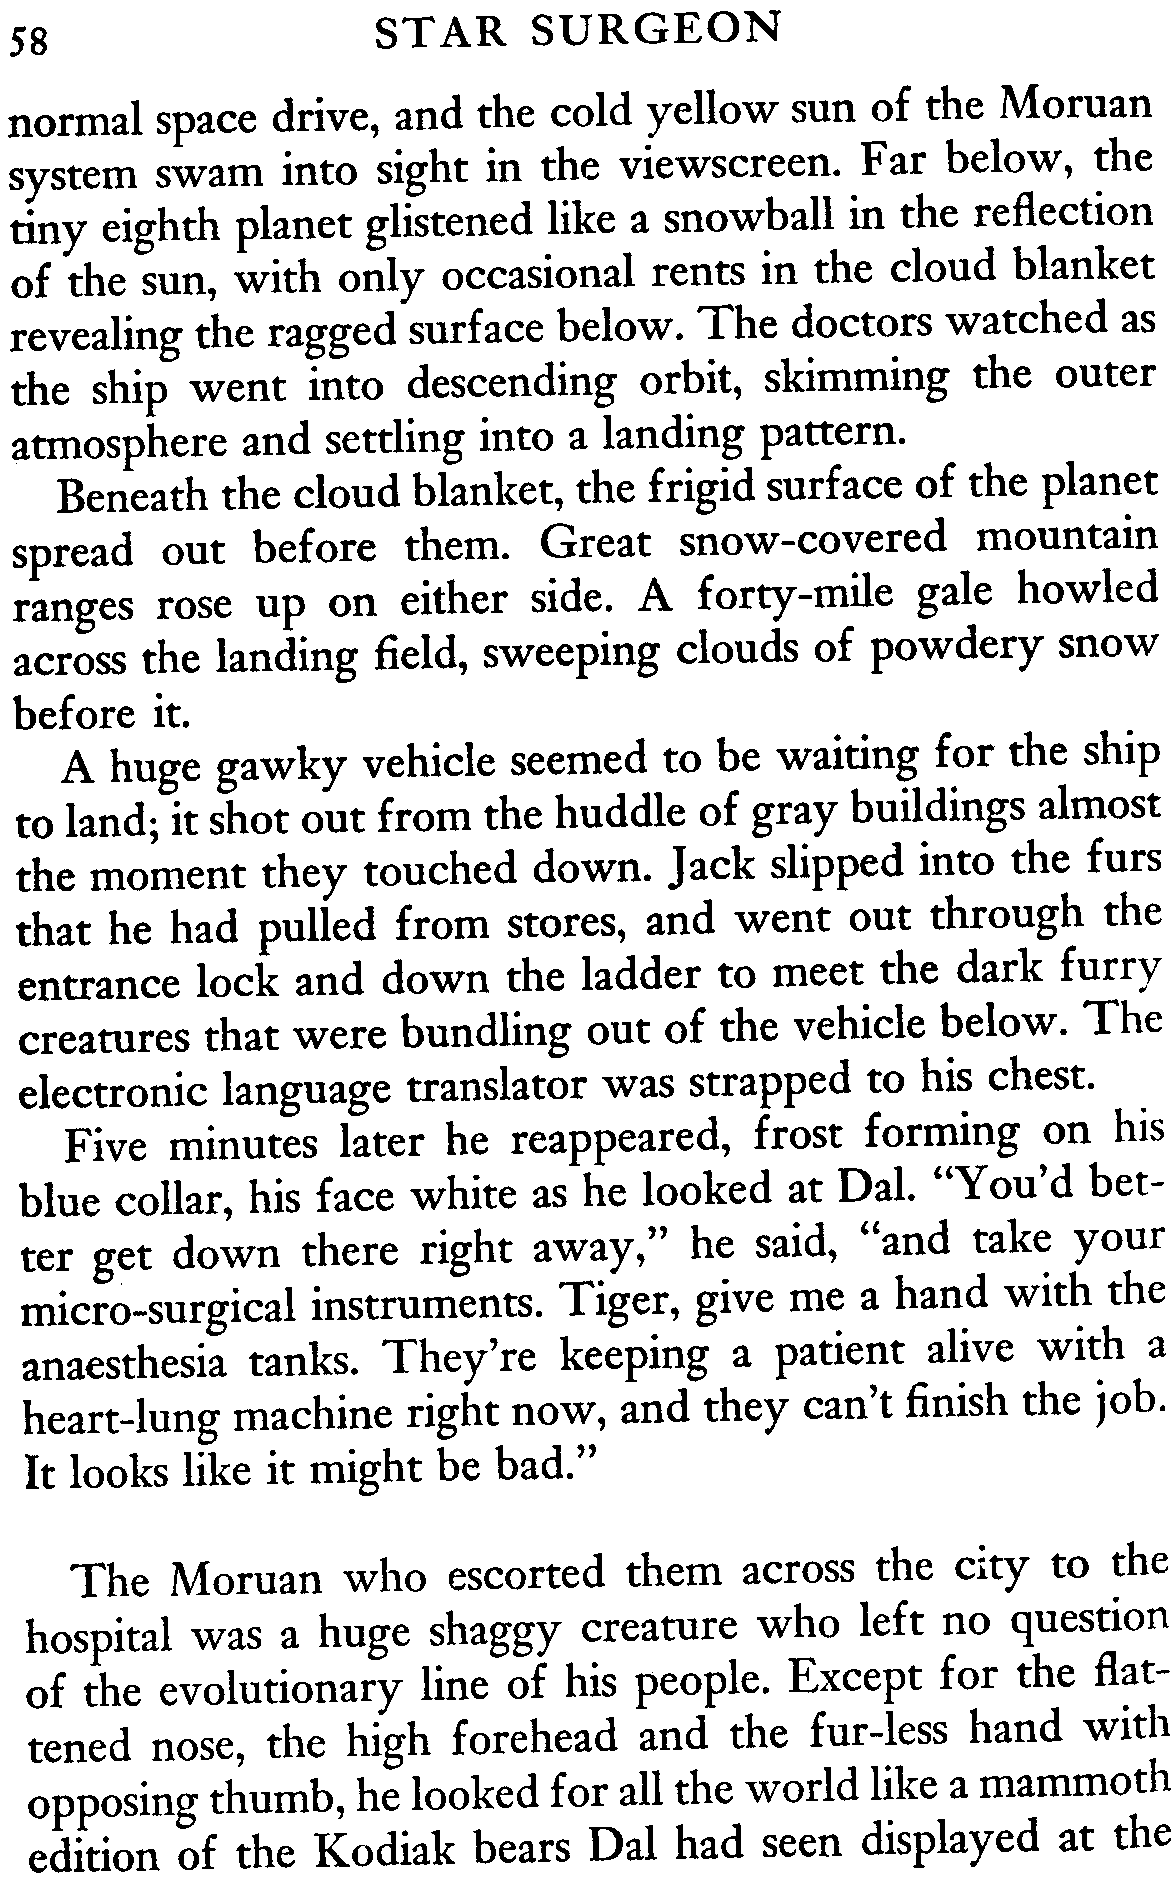 58 STAR SURGEON
normal space drive, and the cold yellow sun of the Moruan
system swam into sight in the viewscreen. Far below, the
tiny eighth planet glistened like a snowball in the reflection
of the sun, with only occasional rents in the cloud blanket
revealing the ragged surface below. The doctors watched as
the ship went into descending orbit, skimming the outer
atmosphere and settling into a landing pattern.
Beneath the cloud blanket, the frigid surface of the planet
spread out before them. Great snow-covered mountain
ranges rose up on either side. A forty-mile gale howled
across the landing field, sweeping clouds of powdery snow
before it.
A huge gawky vehicle seemed to be waiting for the ship
to land; it shot out from the huddle of gray buildings almost
the moment they touched down. Jack slipped into the furs
that he had pulled from stores, and went out through the
entrance lock and down the ladder to meet the dark furry
creatures that were bundling out of the vehicle below. The
electronic language translator was strapped to his chest.
Five minutes later he reappeared, frost forming on his
blue collar, his face white as he looked at Dal. “You’d bet-
ter get down there right away,” he said, “and take your
micro-surgical instruments. Tiger, give me a hand with the
anaesthesia tanks. They’re keeping a patient alive with a
heart-lung machine right now, and they can’t finish the job.
It looks like it might be bad.”
The Moruan who escorted them across the city to the
hospital was a huge shaggy creature who left no question
of the evolutionary line of his people. Except for the flat-
tened nose, the high forehead and the fur-less hand with
opposing thumb, he looked for all the world like a mammoth
edition of the Kodiak bears Dal had seen displayed at the